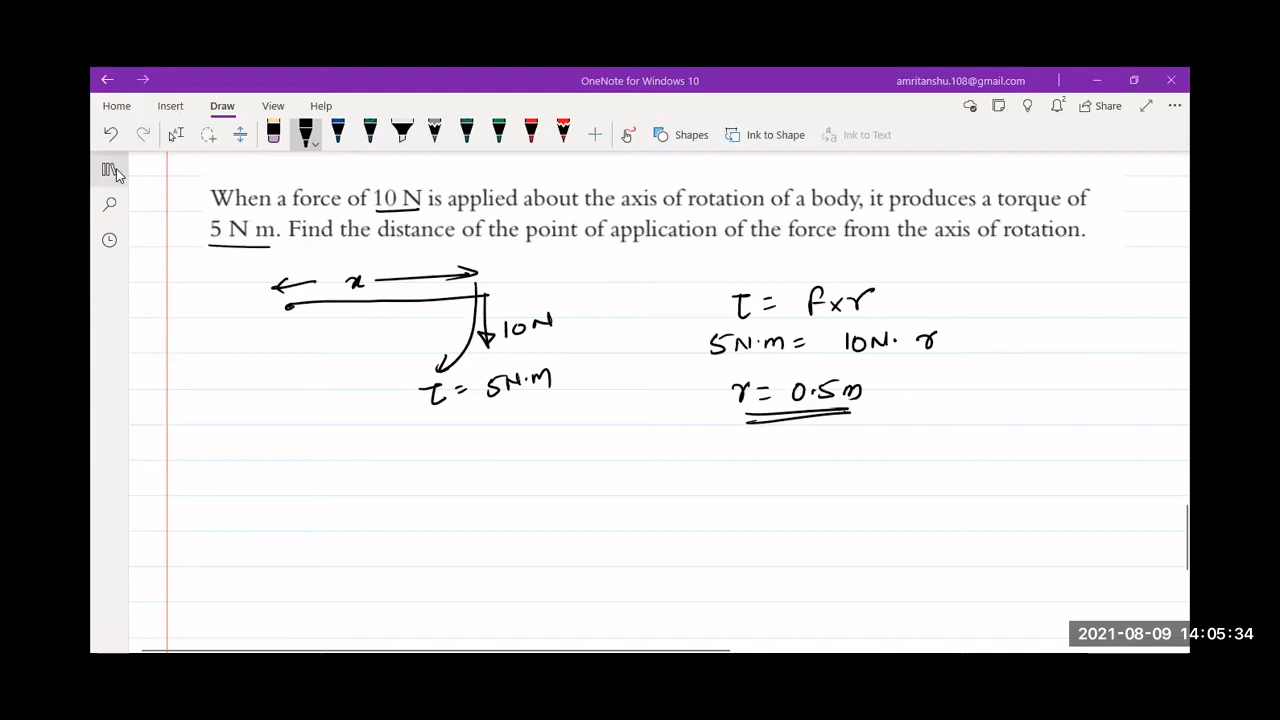 OneNote for Windows 10
amritanshu.108@gmail.com
Home Insert Draw View Help
2
Share
Shapes
Ink to Shape
Ink to Text
When a force of 10 N is applied about the axis of rotation of a body, it produces a torque of
5 N m. Find the distance of the point of application of the force from the axis of rotation.
x
10N
τ = 5N·m
τ = F×r
5N·m = 10N· r
r = 0.5m
2021-08-09 14:05:34